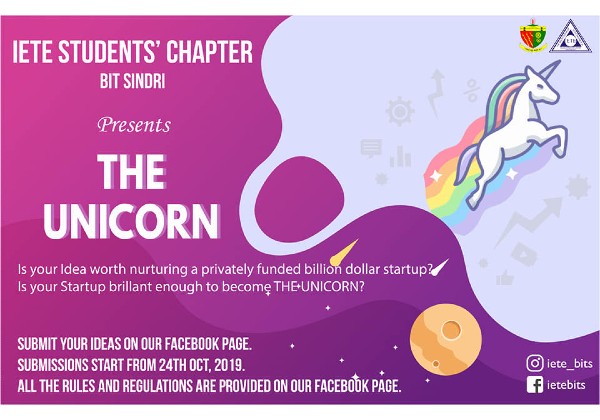 IETE STUDENTS' CHAPTER
BIT SINDRI
Presents
THE
UNICORN
Is your Idea worth nurturing a privately funded billion dollar startup?
Is your Startup brillant enough to become THE UNICORN?
SUBMIT YOUR IDEAS ON OUR FACEBOOK PAGE.
SUBMISSIONS START FROM 24TH OCT, 2019.
ALL THE RULES AND REGULATIONS ARE PROVIDED ON OUR FACEBOOK PAGE.
iete_bits
ietebits